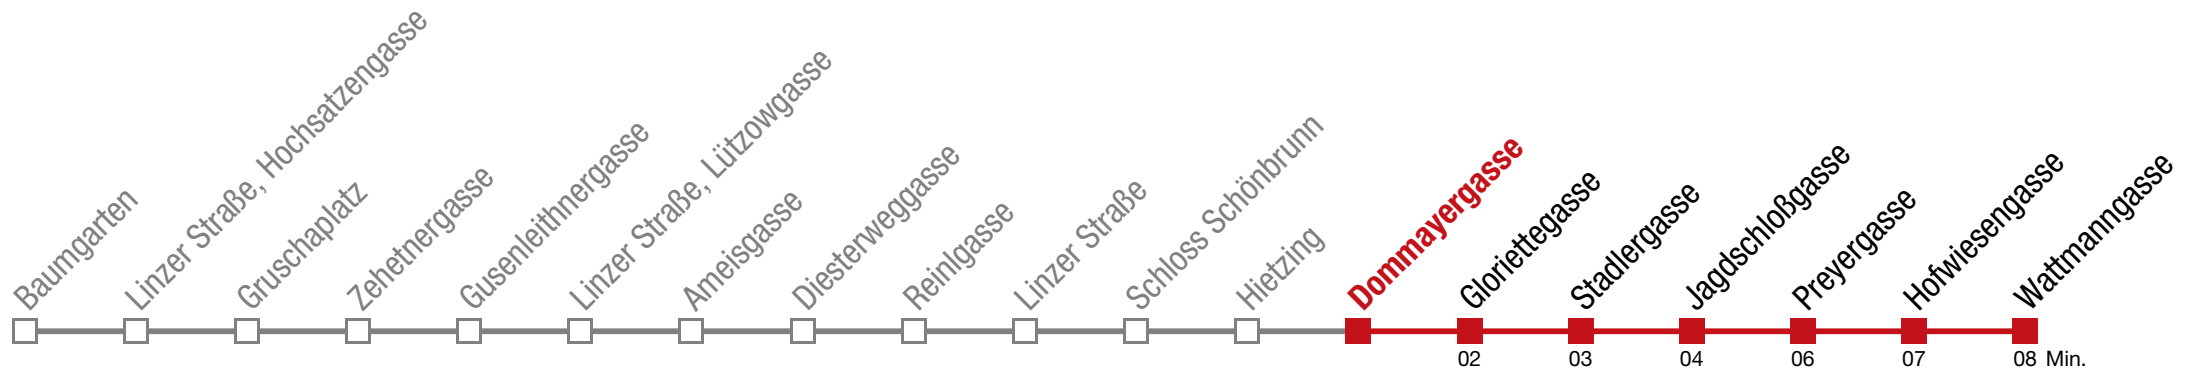 Baumgarten
Linzer Straße, Hochsatzengasse
Gruschaplatz
Zehetnergasse
Gusenleithnergasse
Linzer Straße, Lützowgasse
Ameisgasse
Diesterweggasse
Reinlgasse
Linzer Straße
Schloss Schönbrunn
Hietzing
Dommayergasse
Gloriettegasse
Stadlergasse
Jagdschloßgasse
Preyergasse
Hofwiesengasse
Wattmanngasse
02 03 04 06 07 08 Min.